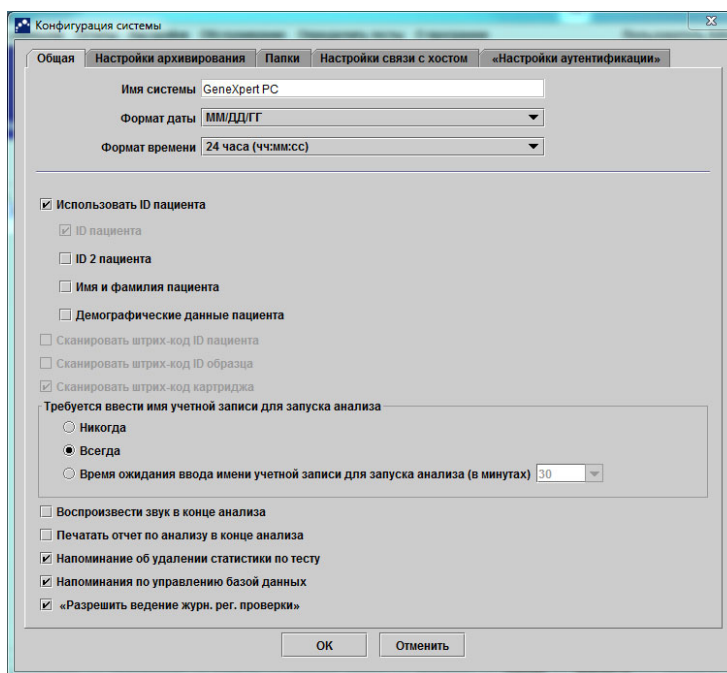 Конфигурация системы
Общая Настройки архивирования Папки Настройки связи с хостом «Настройки аутентификации»
Имя системы GeneXpert PC
Формат даты ММ/ДД/ГГ
Формат времени 24 часа (чч:мм:сс)
Использовать ID пациента
ID пациента
ID 2 пациента
Имя и фамилия пациента
Демографические данные пациента
Сканировать штрих-код ID пациента
Сканировать штрих-код ID образца
Сканировать штрих-код картриджа
Требуется ввести имя учетной записи для запуска анализа
Никогда
Всегда
Время ожидания ввода имени учетной записи для запуска анализа (в минутах) 30
Воспроизвести звук в конце анализа
Печатать отчет по анализу в конце анализа
Напоминание об удалении статистики по тесту
Напоминания по управлению базой данных
«Разрешить ведение журн. рег. проверки»
OK Отменить